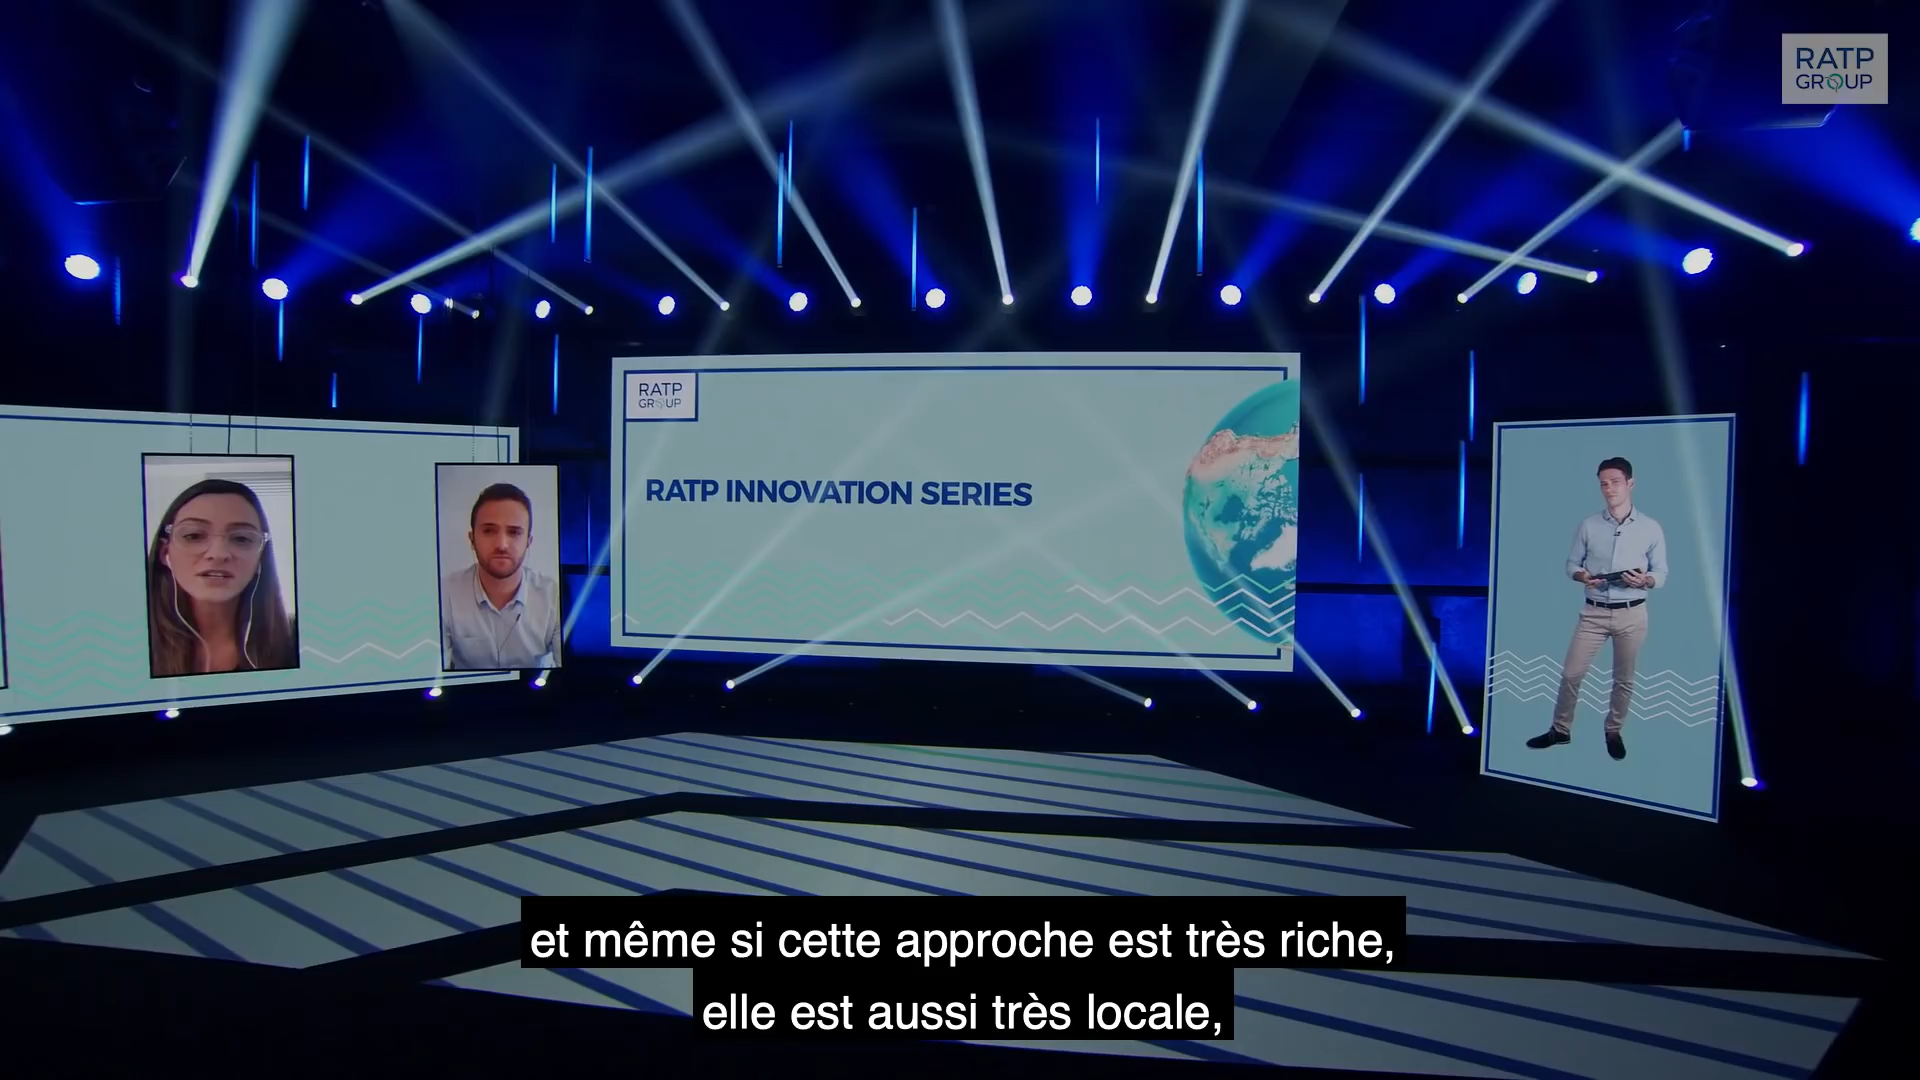 RATP
GROUP
RATP
GROUP
RATP INNOVATION SERIES
et même si cette approche est très riche,
elle est aussi très locale,